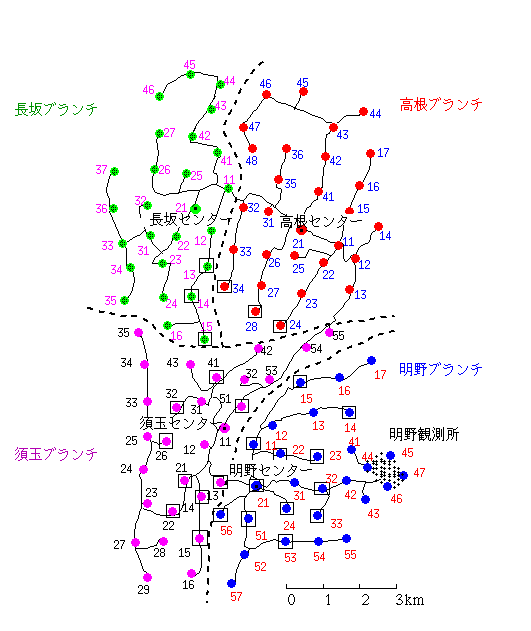 45
46 44 46 45
長坂ブランチ 43 高根ブランチ
44
27 42 47 43
41 48 36 17
37 26 25 11 42
35 16
32 41
36 21 32 31 15
長坂センター 高根センター 14
33 31 22 12 21 11
23 33 26 25 12
34 13 22
34 27 23 13
35 24 14
28 24
16 15
35 55
42 54
34 43 41 明野ブランチ
32 53 17
16
33 32 31 51 15
須玉センター 13 14
25 11 12 明野観測所
26 12 11
須玉ブランチ 22 23 41 45
24 21 明野センター 44
47
23 13 21 31 32 42
22 14 46
56 24 33 43
27 28 15 51
53 54 55
52
29 16 57
0 1 2 3km